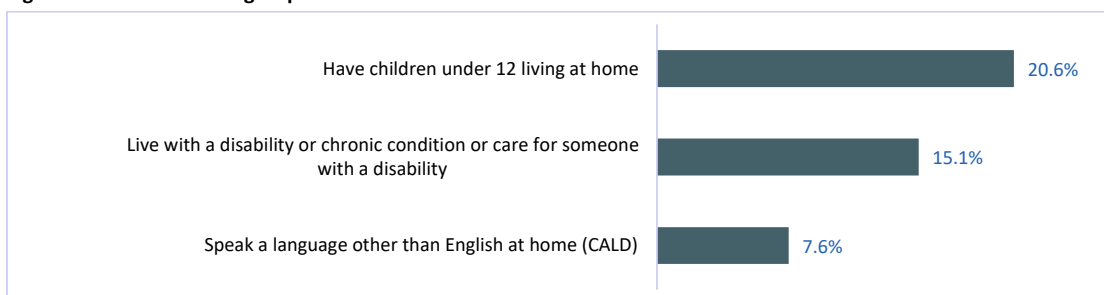 Have children under 12 living at home
20.6%
Live with a disability or chronic condition or care for someone
with a disability
15.1%
Speak a language other than English at home (CALD)
7.6%